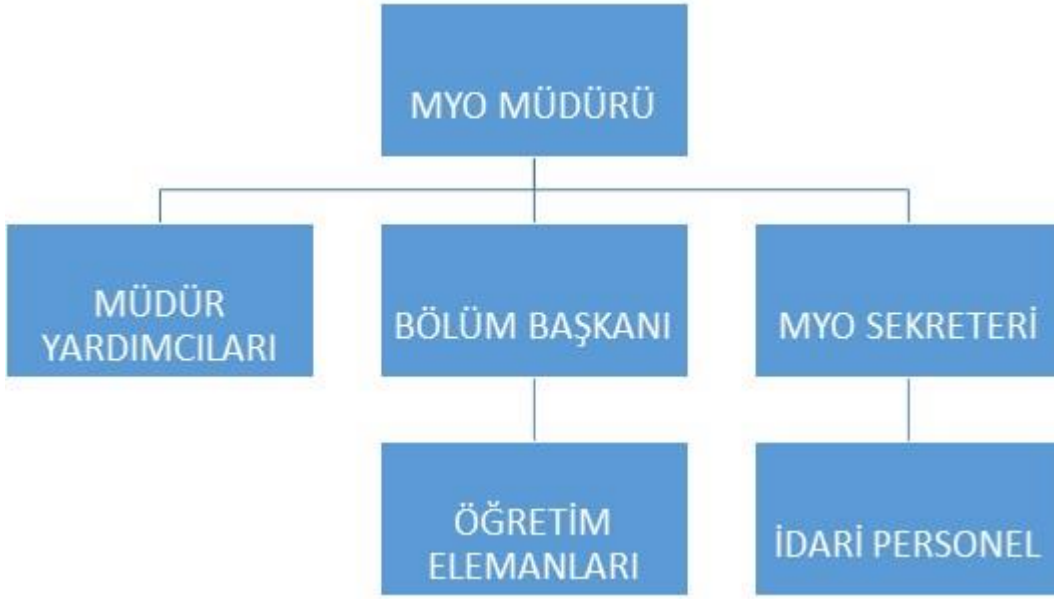 MYO MÜDÜRÜ
MÜDÜR
YARDIMCILARI
BÖLÜM BAŞKANI
MYO SEKRETERİ
ÖĞRETİM
ELEMANLARI
İDARİ PERSONEL